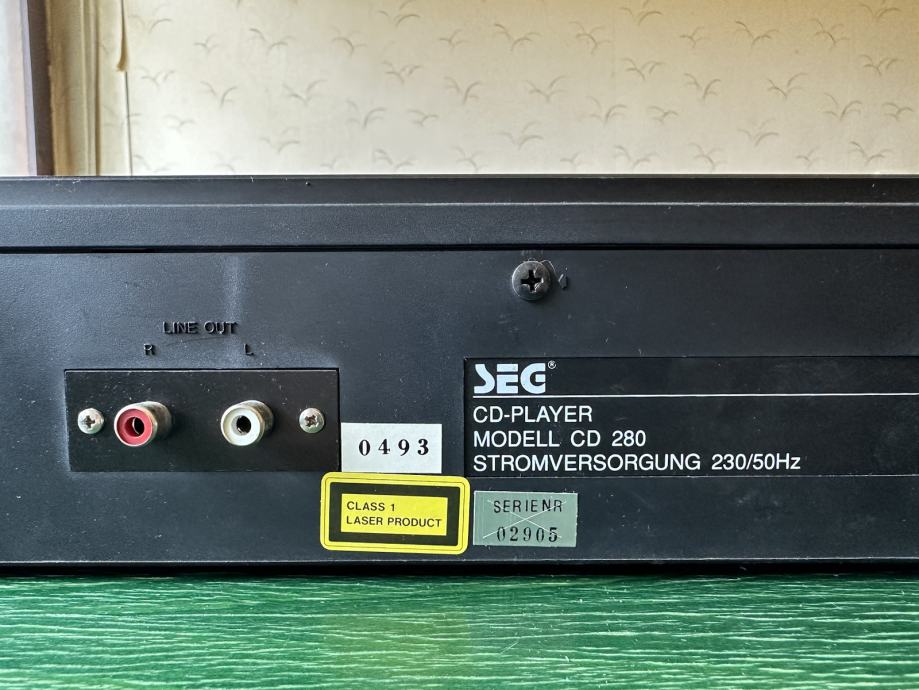 LINE OUT
R L
SEG®
CD-PLAYER
MODELL CD 280
STROMVERSORGUNG 230/50Hz
0493
CLASS 1
LASER PRODUCT
SERIENR
02905